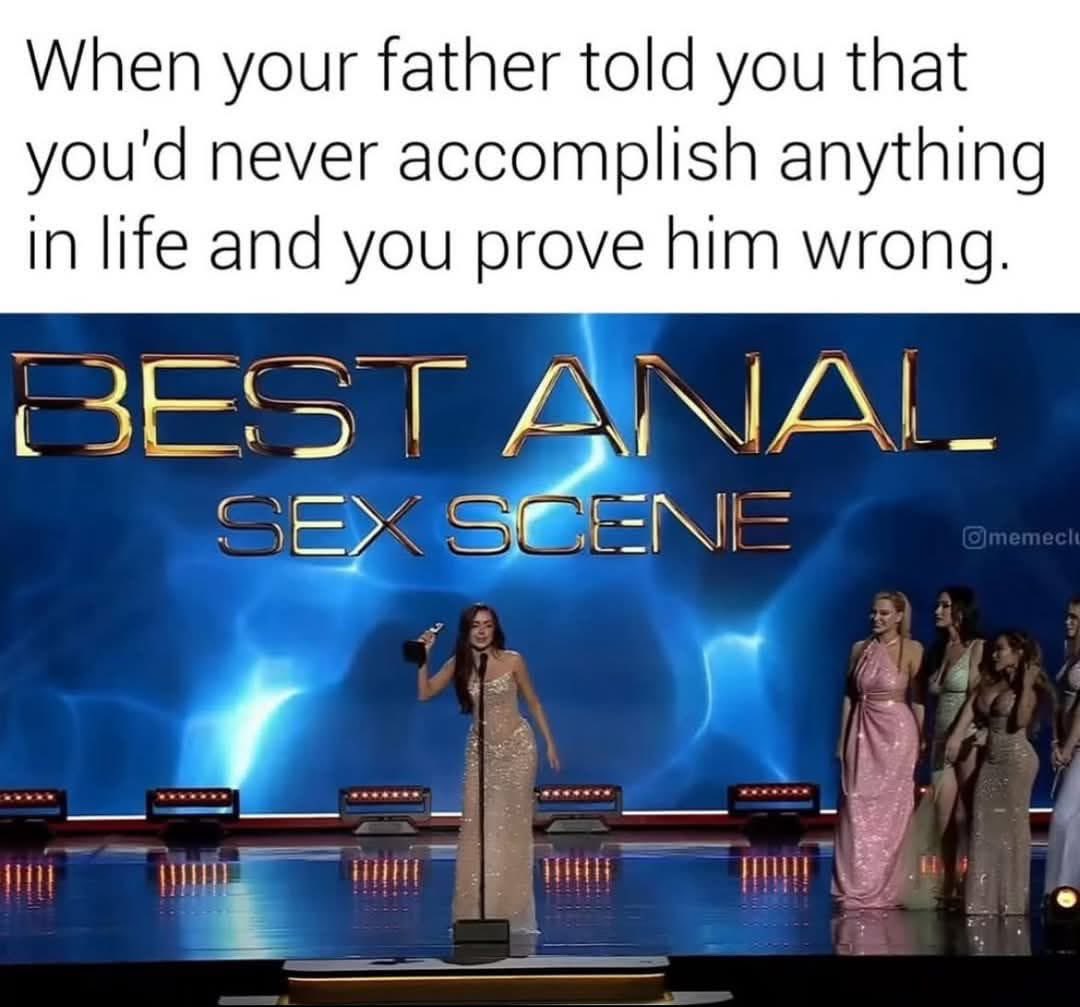 When your father told you that
you'd never accomplish anything
in life and you prove him wrong.
BEST ANAL
SEX SCENE
memeclu